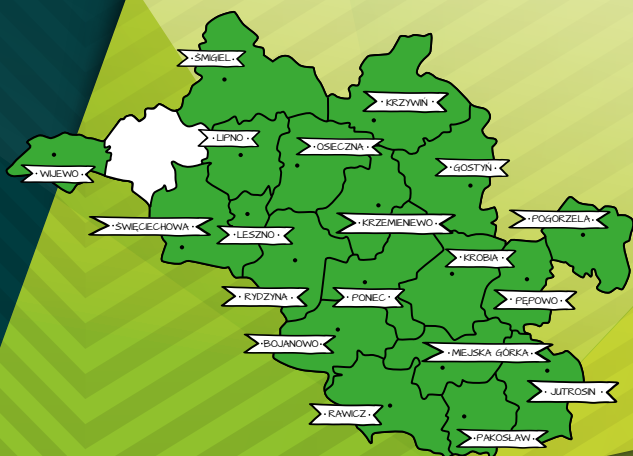 ŚMIGIEL
KRZYWIŃ
LIPNO
OSIECZNA
GOSTYŃ
WIJEWO
POGORZELA
ŚWIĘCIECHOWA
LESZNO
KRZEMIENIEWO
KROBIA
RYDZYNA
PONIEC
PĘPOWO
BOJANOWO
MIEJSKA GÓRKA
JUTROSIN
RAWICZ
PAKOSŁAW